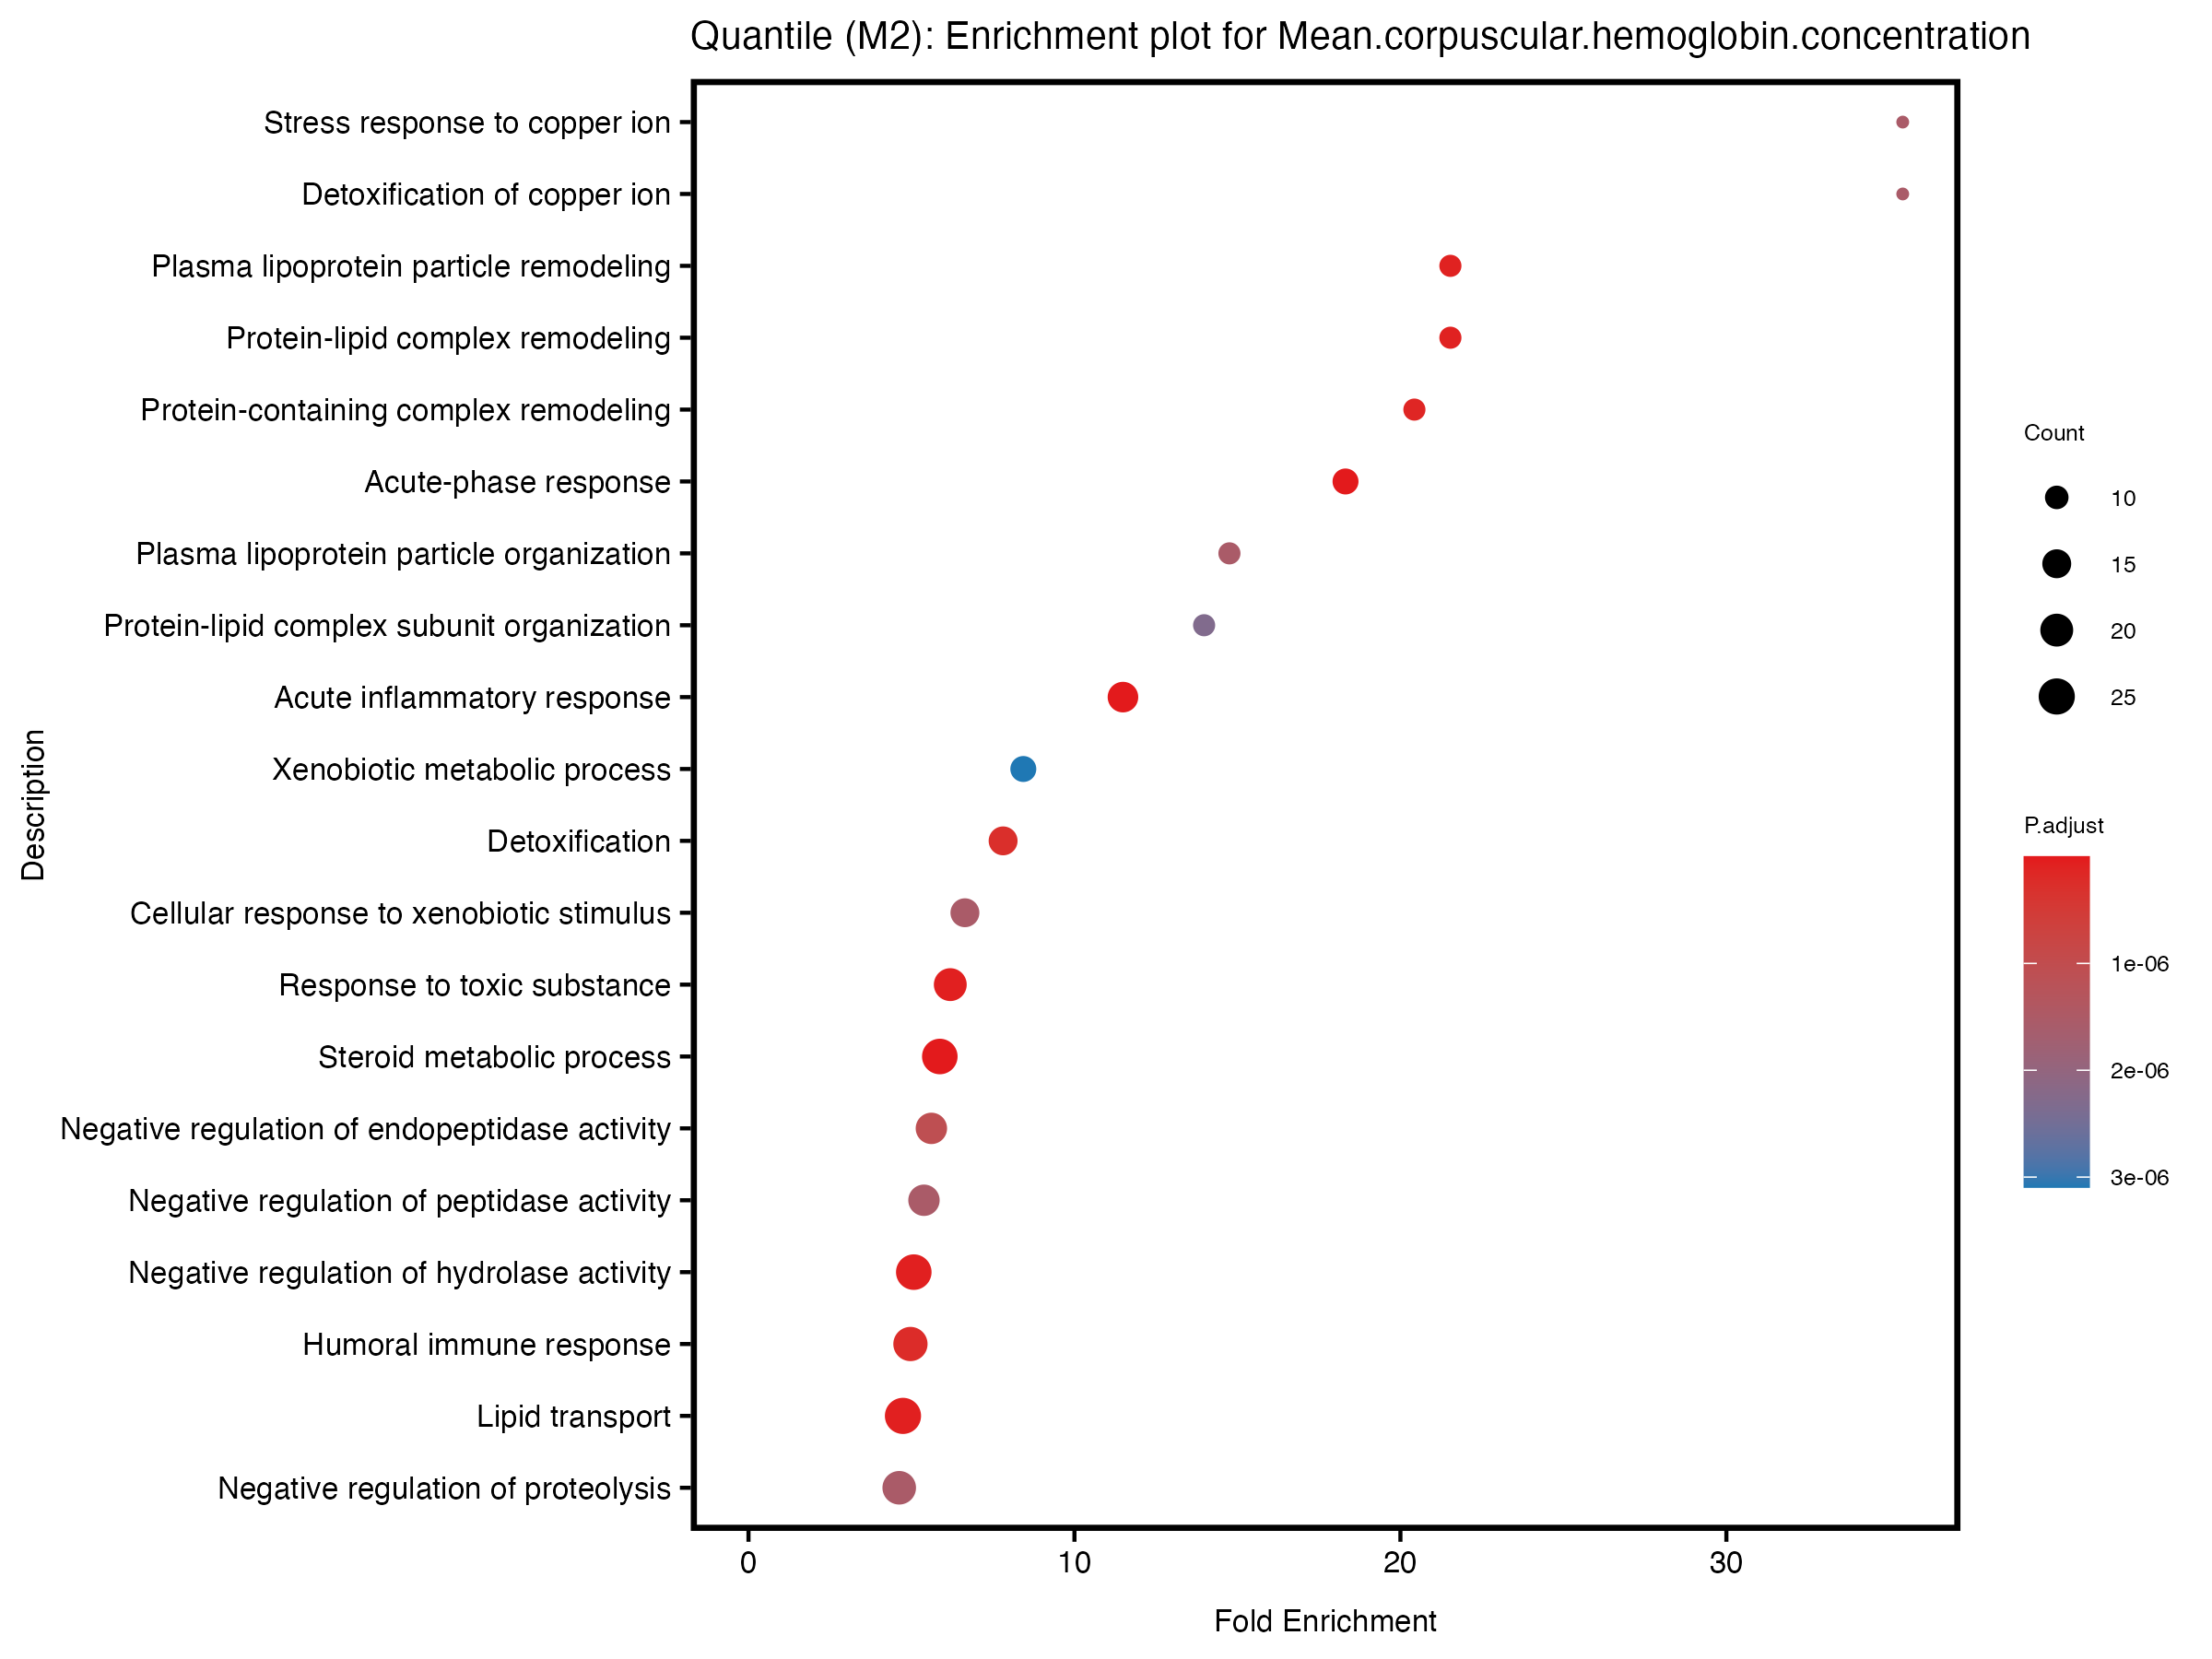 Quantile (M2): Enrichment plot for Mean.corpuscular.hemoglobin.concentration
Description
Stress response to copper ion
Detoxification of copper ion
Plasma lipoprotein particle remodeling
Protein-lipid complex remodeling
Protein-containing complex remodeling
Acute-phase response
Plasma lipoprotein particle organization
Protein-lipid complex subunit organization
Acute inflammatory response
Xenobiotic metabolic process
Detoxification
Cellular response to xenobiotic stimulus
Response to toxic substance
Steroid metabolic process
Negative regulation of endopeptidase activity
Negative regulation of peptidase activity
Negative regulation of hydrolase activity
Humoral immune response
Lipid transport
Negative regulation of proteolysis
0 10 20 30
Fold Enrichment
Count
10
15
20
25
P.adjust
1e-06
2e-06
3e-06